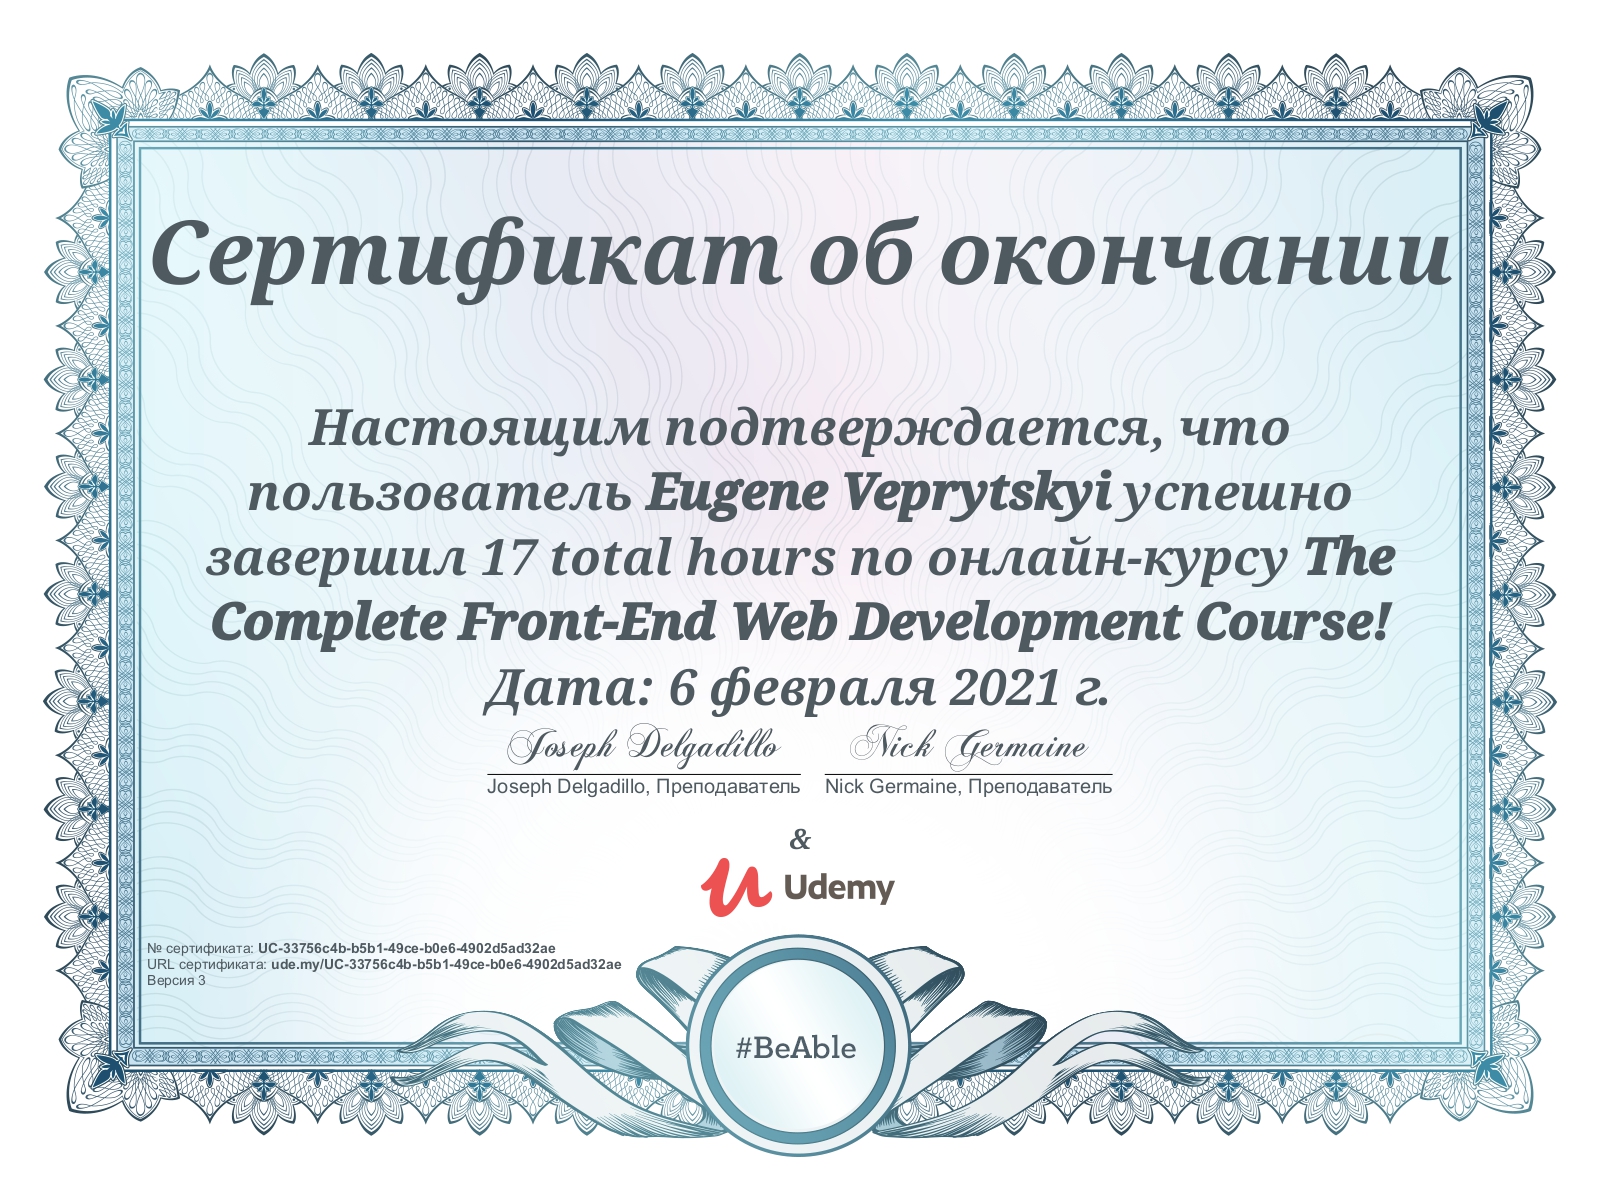 Сертификат об окончании
Настоящим подтверждается, что
пользователь Eugene Veprytskyi успешно
завершил 17 total hours по онлайн-курсу The
Complete Front-End Web Development Course!
Дата: 6 февраля 2021 г.
Joseph Delgadillo Nick Germaine
Joseph Delgadillo, Преподаватель Nick Germaine, Преподаватель
&
Udemy
№ сертификата: UC-33756c4b-b5b1-49ce-b0e6-4902d5ad32ae
URL сертификата: ude.my/UC-33756c4b-b5b1-49ce-b0e6-4902d5ad32ae
Версия 3
#BeAble